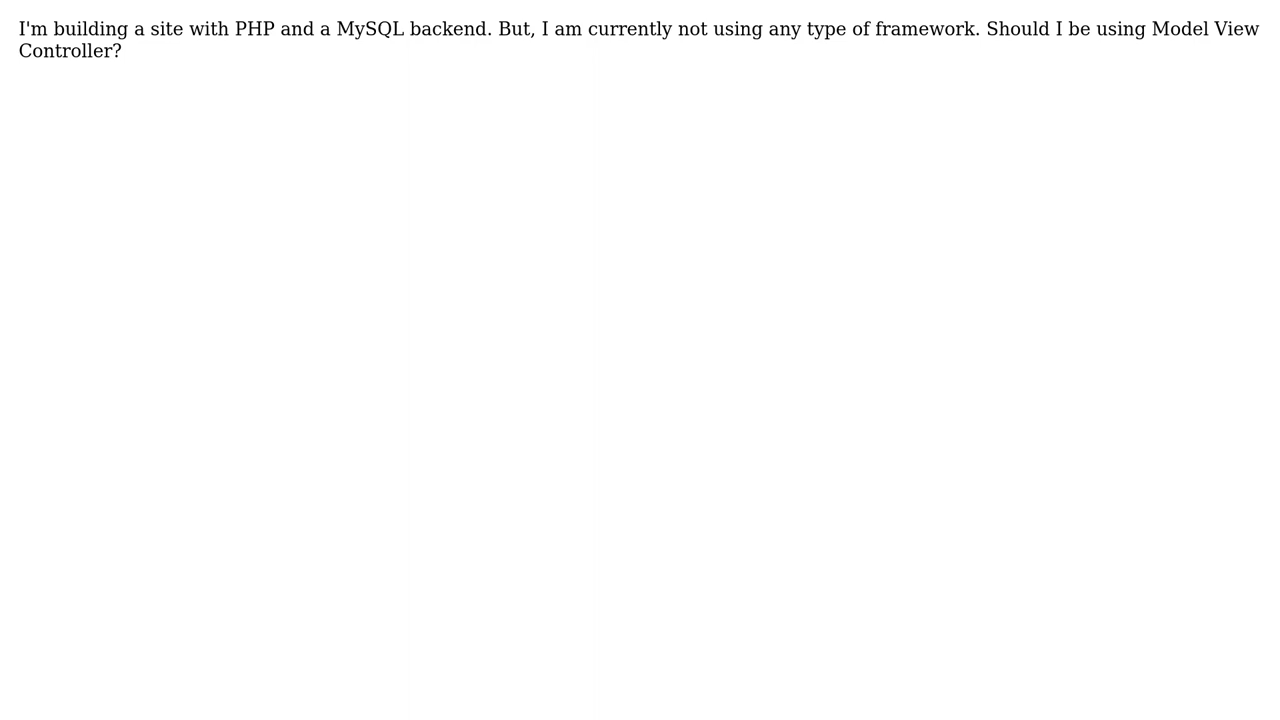 I'm building a site with PHP and a MySQL backend. But, I am currently not using any type of framework. Should I be using Model View
Controller?